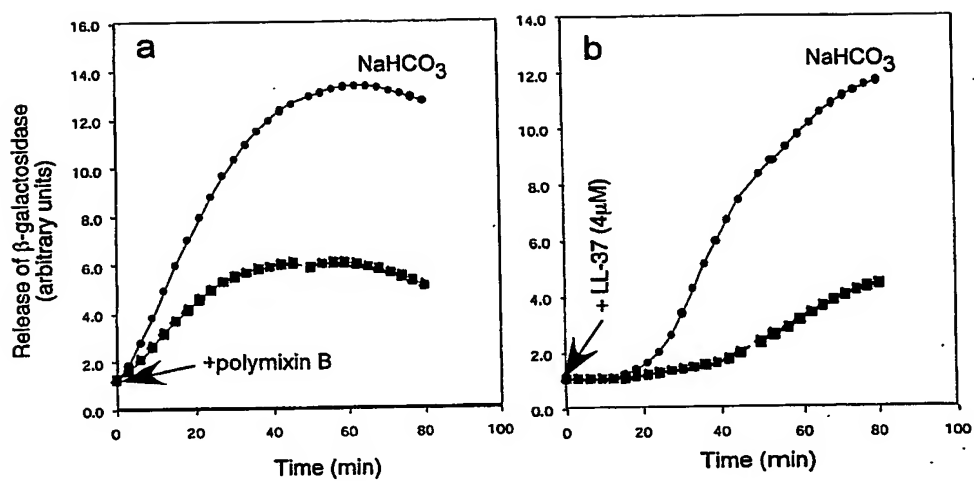 a
NaHCO3
16.0
14.0
12.0
10.0
8.0
6.0
4.0
2.0
0.0
Release of β-galactosidase
(arbitrary units)
+polymixin B
0
20
40
60
80
100
Time (min)
b
NaHCO3
14.0
12.0
10.0
8.0
6.0
4.0
2.0
0.0
+ LL-37 (4μM)
0
20
40
60
80
100
Time (min)